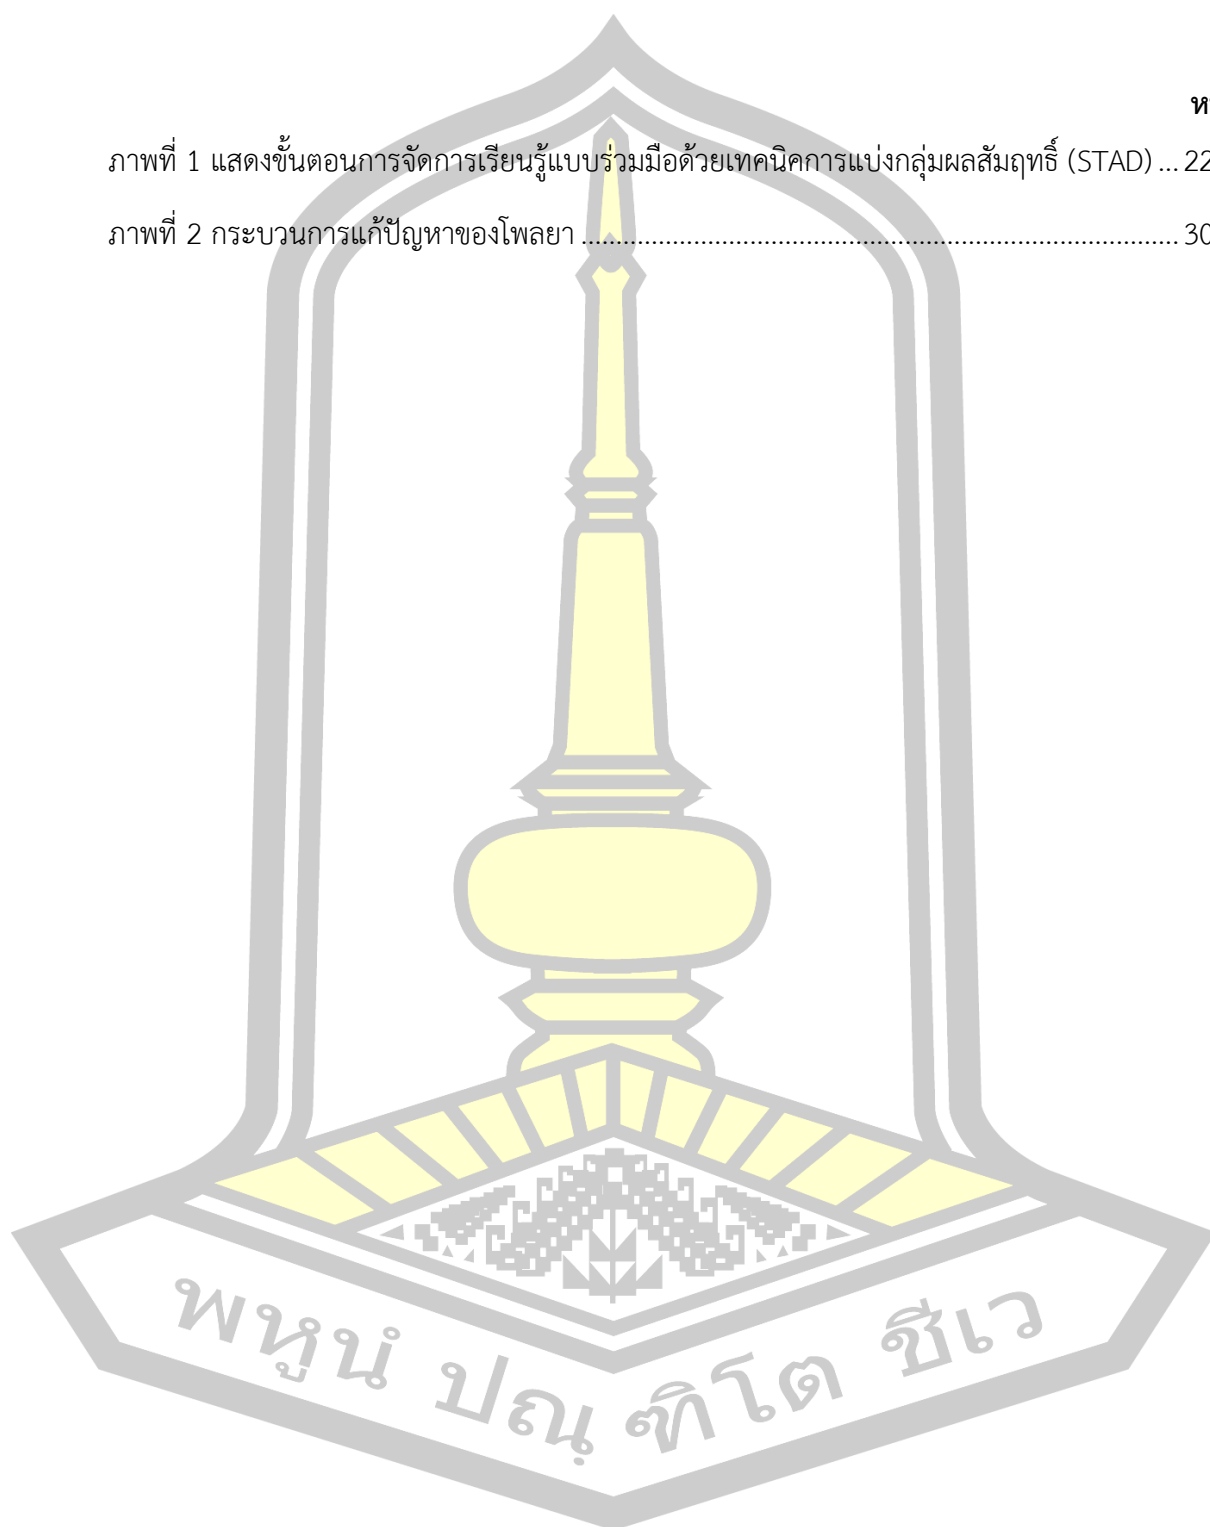 ภาพที่ 1 แสดงขั้นตอนการจัดการเรียนรู้แบบร่วมมือด้วยเทคนิคการแบ่งกลุ่มผลสัมฤทธิ์ (STAD) ... 22
ภาพที่ 2 กระบวนการแก้ปัญหาของโพลยา ............................................................................ 30
พหูนํ ปณฺฑิโต ชีเว